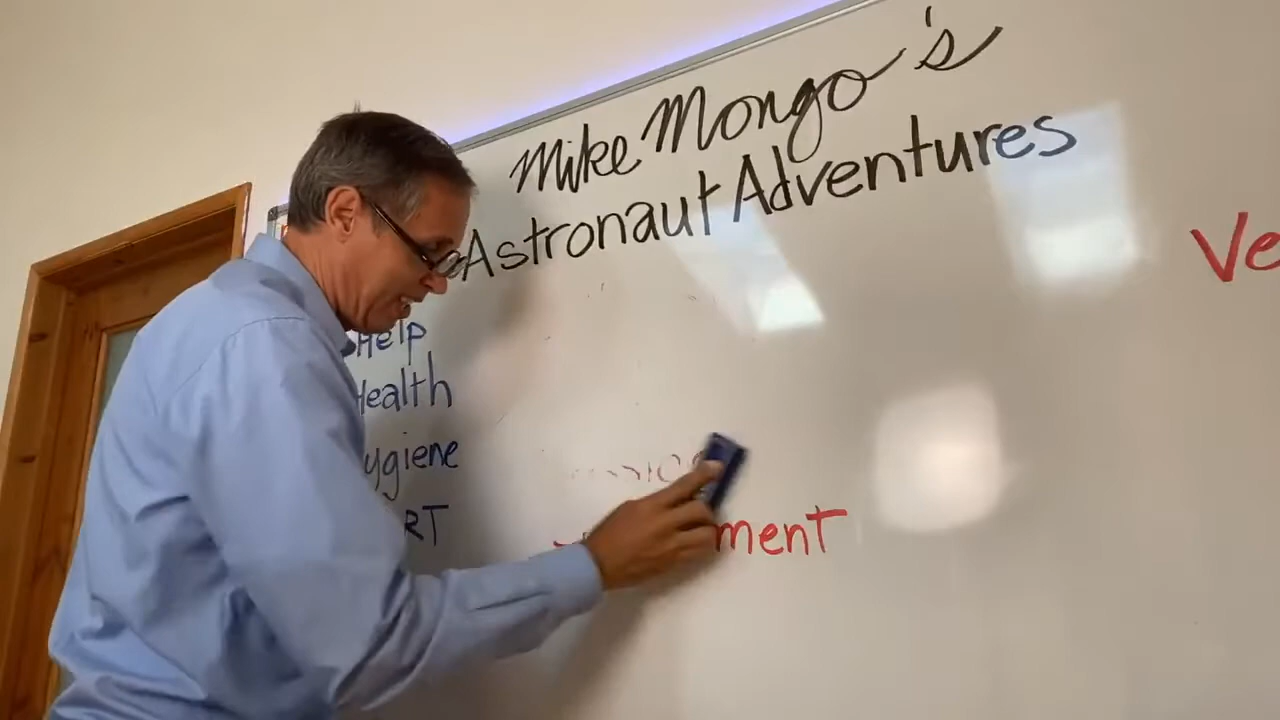 Mike Mongo's
Astronaut Adventures
Help
Health
ygiene
RT
ment
Ve